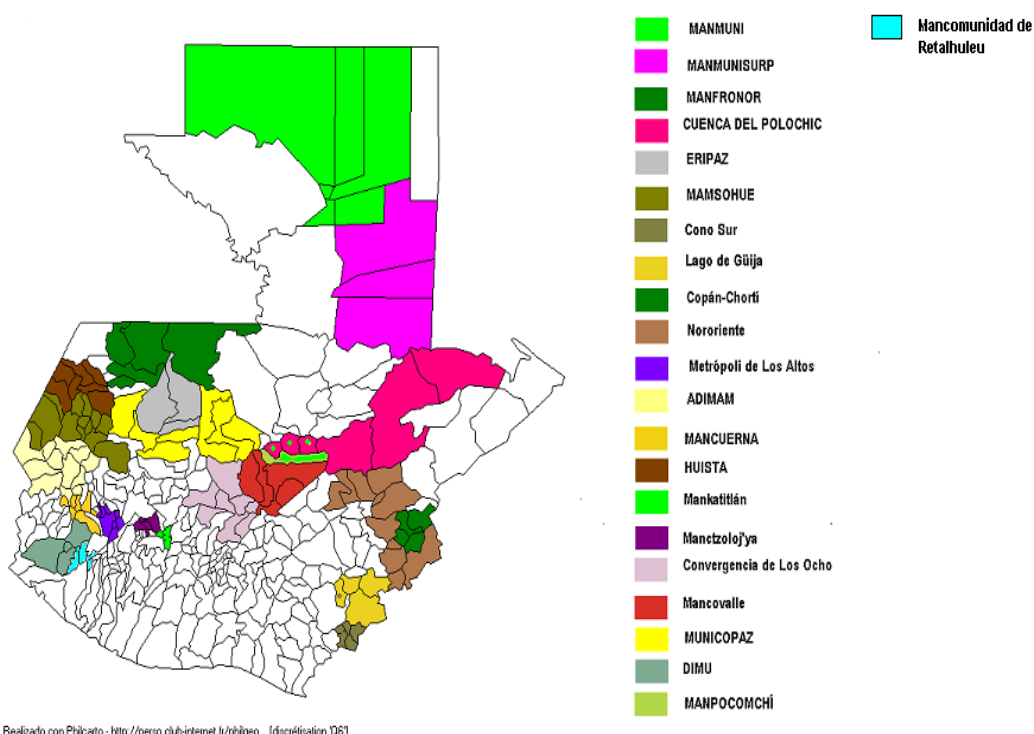 MANMUNI
MANMUNISURP
MANFRONOR
CUENCA DEL POLOCHIC
ERIPAZ
MAMSOHUE
Cono Sur
Lago de Güija
Copán-Chortí
Nororiente
Metrópoli de Los Altos
ADIMAM
MANCUERNA
HUISTA
Mankatitlán
Manctzoloj'ya
Convergencia de Los Ocho
Mancovalle
MUNICOPAZ
DIMU
MANPOCOMCHÍ
Mancomunidad de
Retalhuleu
Realizado con Philcarto - http://perso.club-internet.fr/philgeo [discrétisation 'Q6']